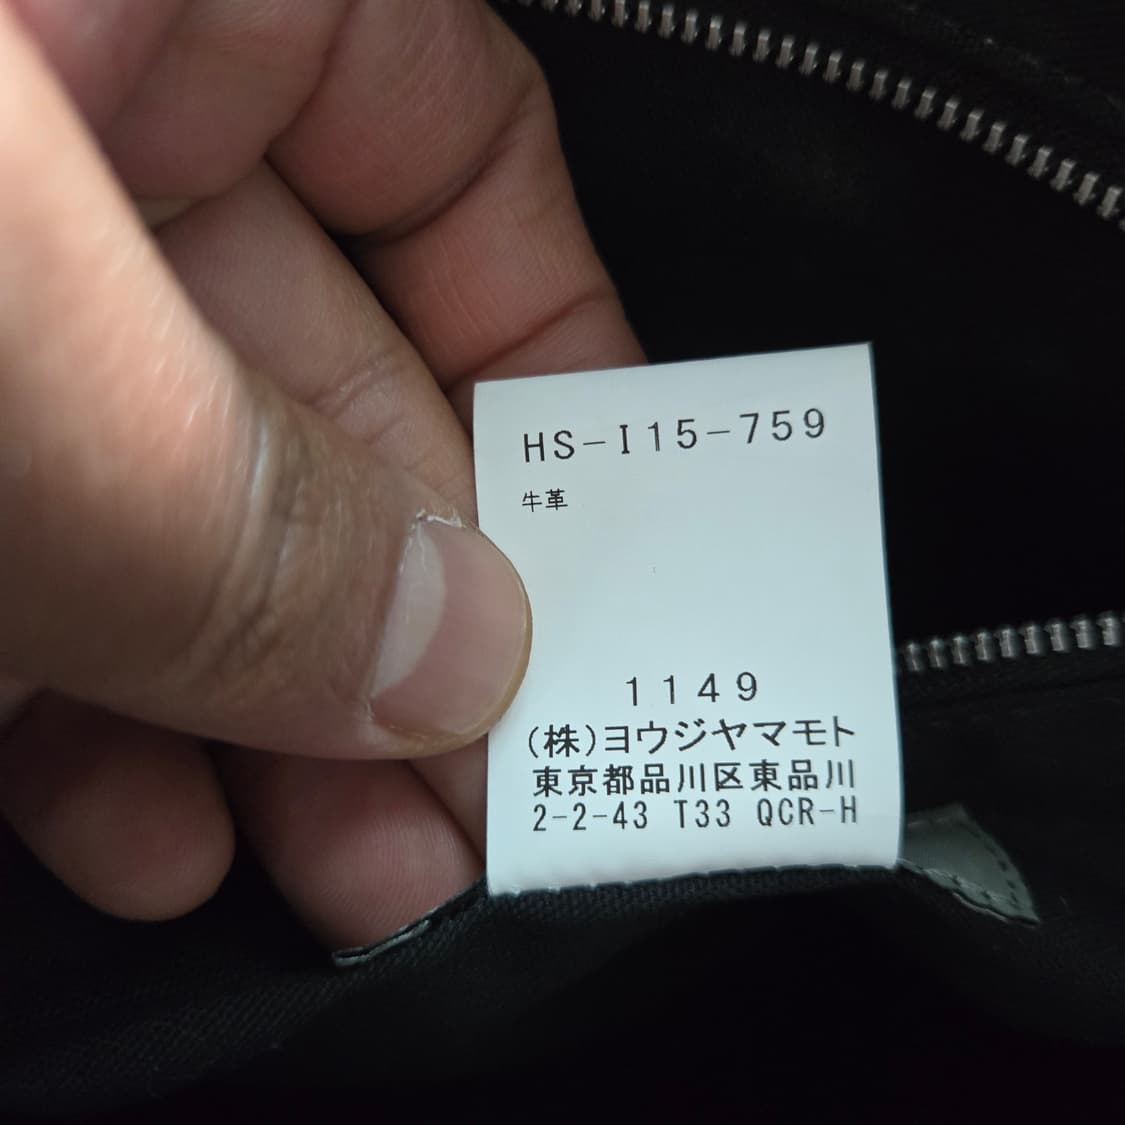 HS-I15-759
牛革
1149
(株)ヨウジヤマモト
東京都品川区東品川
2-2-43 T33 QCR-H